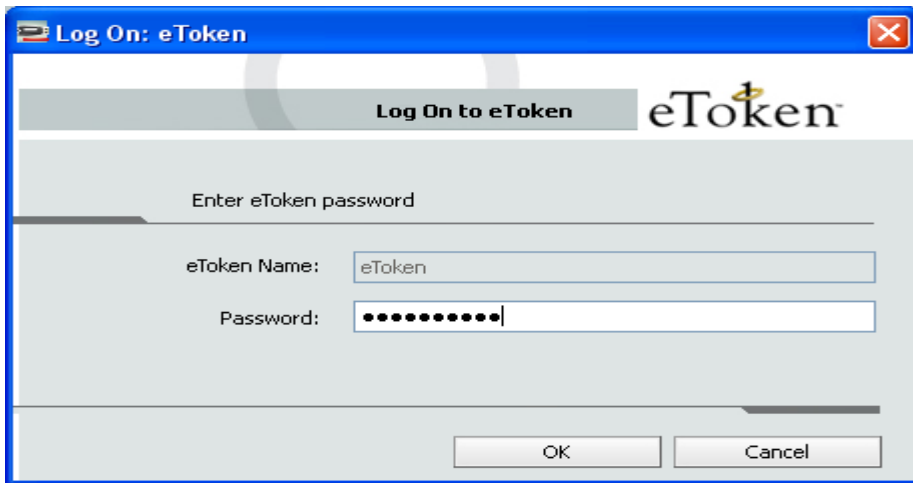 Log On: eToken
Log On to eToken
eToken
Enter eToken password
eToken Name: eToken
Password: ••••••••••
OK Cancel